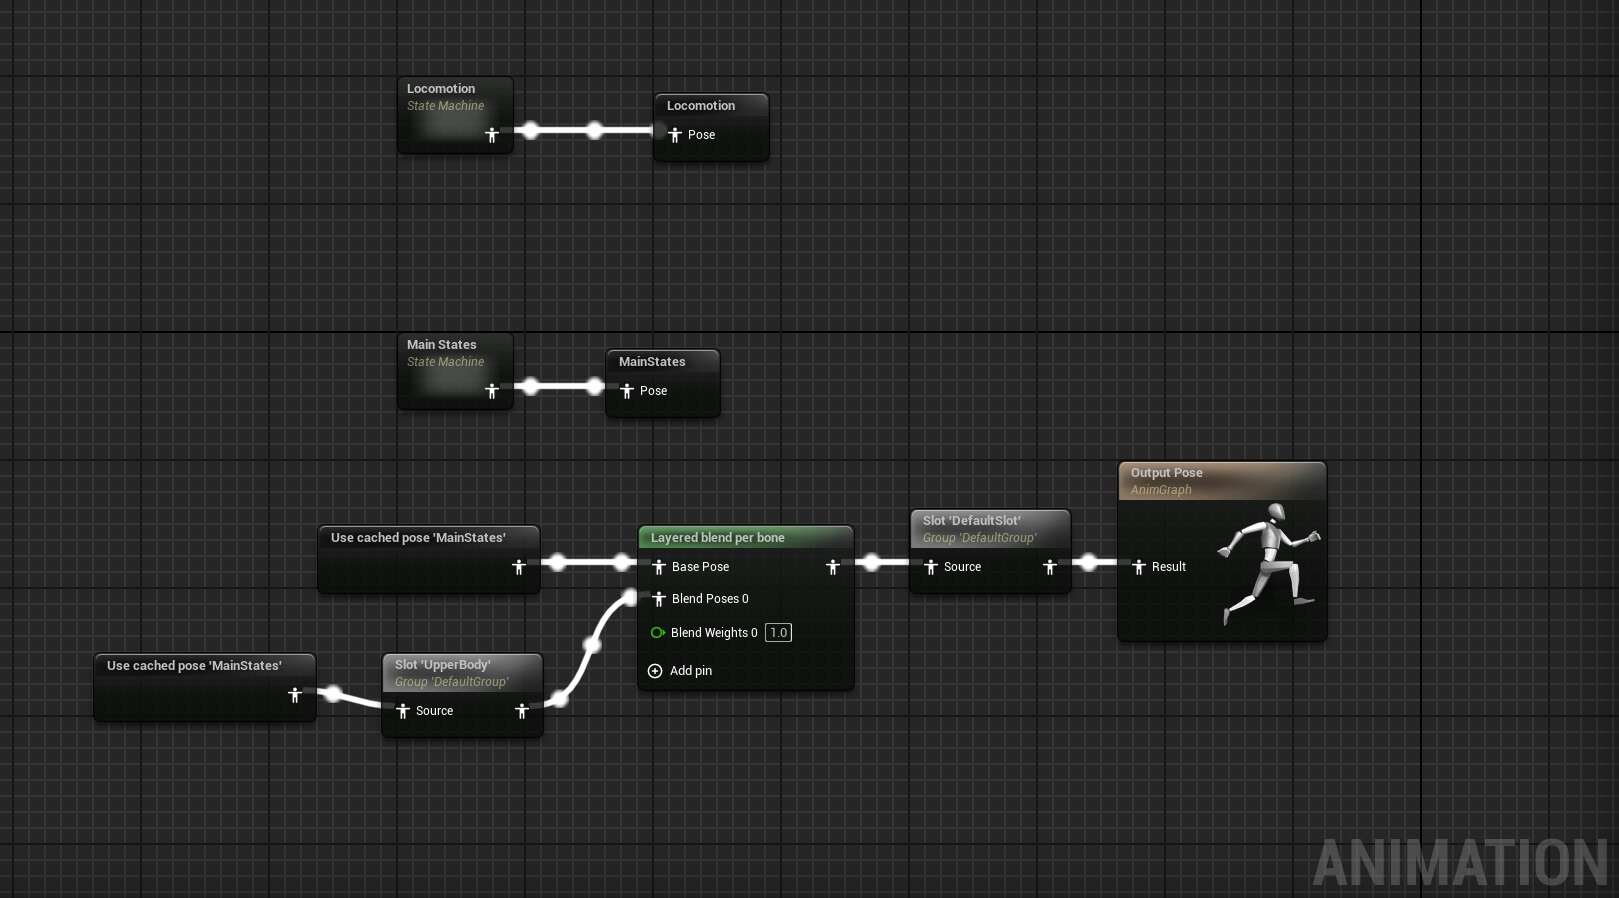 Locomotion
State Machine
Locomotion
Pose
Main States
State Machine
MainStates
Pose
Output Pose
AnimGraph
Result
Use cached pose 'MainStates'
Layered blend per bone
Base Pose
Blend Poses 0
Blend Weights 0 1.0
Add pin
Slot 'DefaultSlot'
Group 'DefaultGroup'
Source
Use cached pose 'MainStates'
Slot 'UpperBody'
Group 'DefaultGroup'
Source
ANIMATION